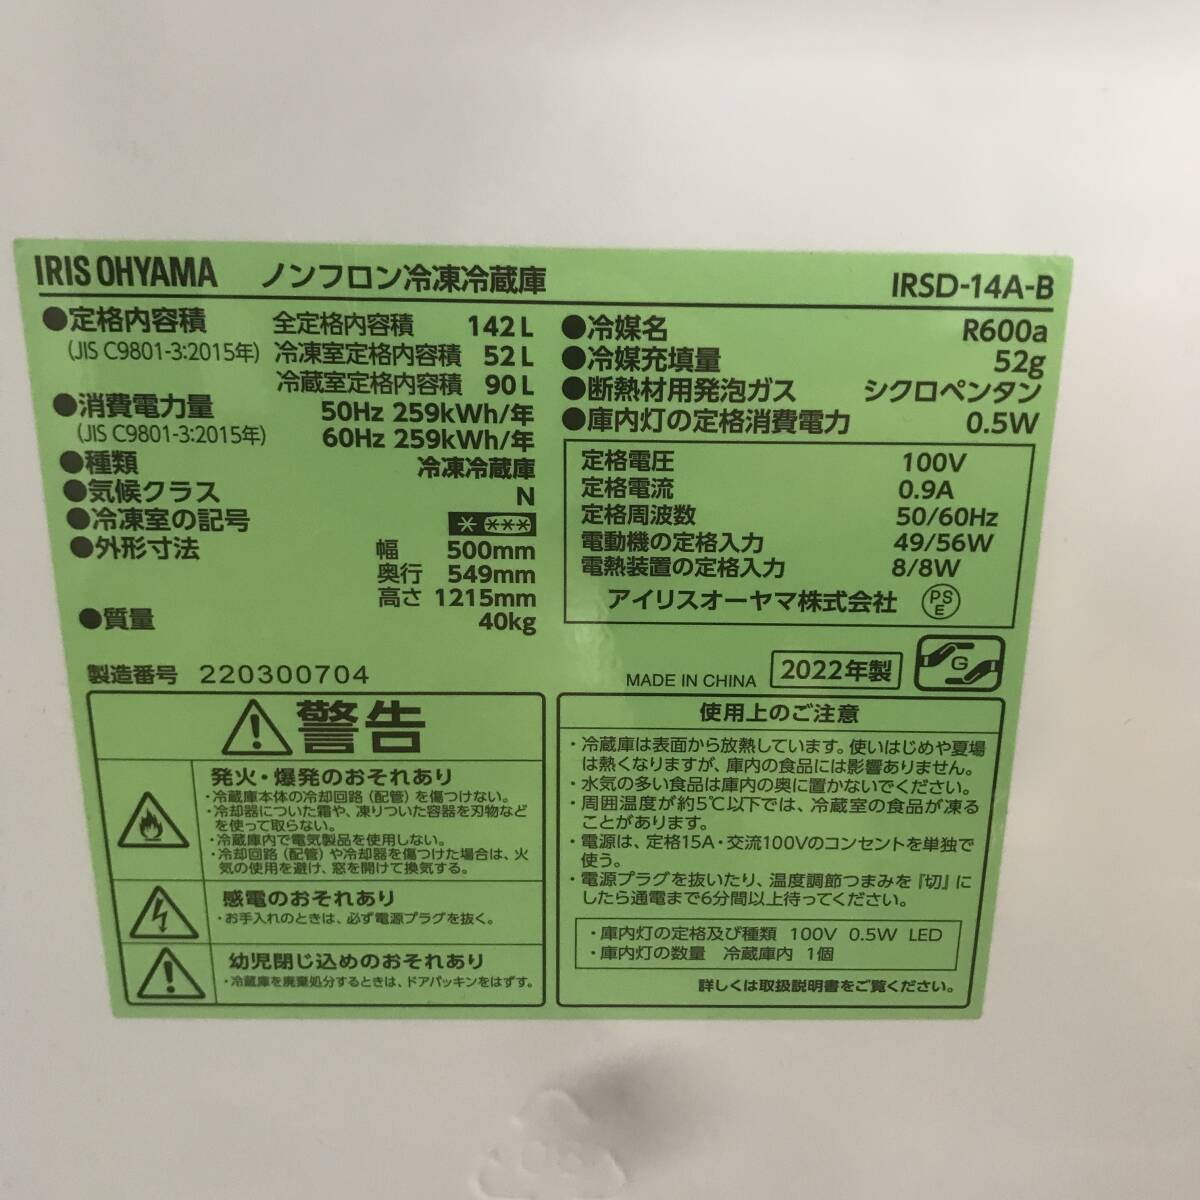 IRIS OHYAMA ノンフロン冷凍冷蔵庫 IRSD-14A-B
●定格内容積 全定格内容積 142L
(JIS C9801-3:2015年) 冷凍室定格内容積 52L
冷蔵室定格内容積 90L
●消費電力量 50Hz 259kWh/年
(JIS C9801-3:2015年) 60Hz 259kWh/年
●種類 冷凍冷蔵庫
●気候クラス N
●冷凍室の記号 * ***
●外形寸法 幅 500mm
奥行 549mm
高さ 1215mm
●質量 40kg
製造番号 220300704
●冷媒名 R600a
●冷媒充填量 52g
●断熱材用発泡ガス シクロペンタン
●庫内灯の定格消費電力 0.5W
定格電圧 100V
定格電流 0.9A
定格周波数 50/60Hz
電動機の定格入力 49/56W
電熱装置の定格入力 8/8W
アイリスオーヤマ株式会社 PSE
MADE IN CHINA 2022年製 G
警告
発火・爆発のおそれあり
・冷蔵庫本体の冷却回路(配管)を傷つけない。
・冷却器についた霜や、凍りついた容器を刃物など
を使って取らない。
・冷蔵庫内で電気製品を使用しない。
・冷却回路(配管)や冷却器を傷つけた場合は、火
気の使用を避け、窓を開けて換気する。
感電のおそれあり
・お手入れのときは、必ず電源プラグを抜く。
幼児閉じ込めのおそれあり
・冷蔵庫を廃棄処分するときは、ドアパッキンをはずす。
使用上のご注意
・冷蔵庫は表面から放熱しています。使いはじめや夏場
は熱くなりますが、庫内の食品には影響ありません。
・水気の多い食品は庫内の奥に置かないでください。
・周囲温度が約5℃以下では、冷蔵室の食品が凍る
ことがあります。
・電源は、定格15A・交流100Vのコンセントを単独で
使う。
・電源プラグを抜いたり、温度調節つまみを『切』に
したら通電まで6分間以上待ってください。
・庫内灯の定格及び種類 100V 0.5W LED
・庫内灯の数量 冷蔵庫内 1個
詳しくは取扱説明書をご覧ください。